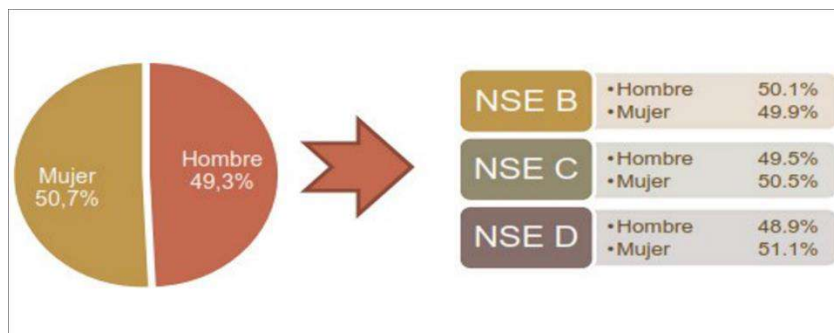 Mujer
50,7%
Hombre
49,3%
NSE B
•Hombre 50.1%
•Mujer 49.9%
NSE C
•Hombre 49.5%
•Mujer 50.5%
NSE D
•Hombre 48.9%
•Mujer 51.1%